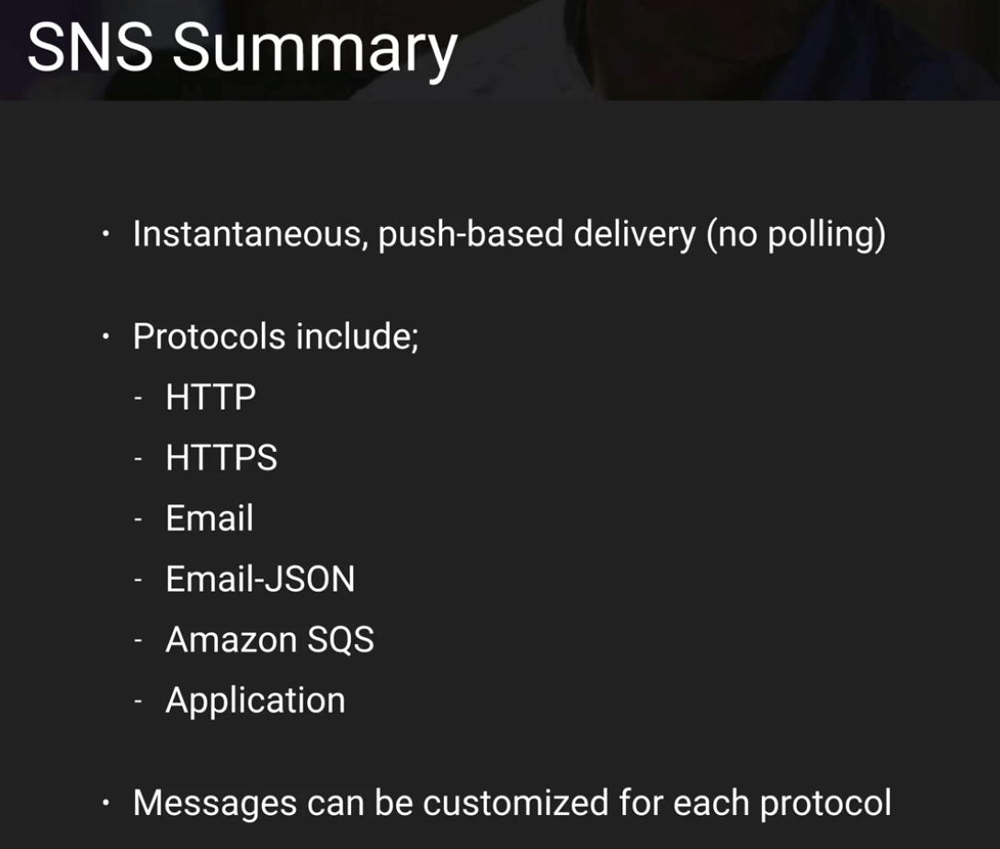 SNS Summary
• Instantaneous, push-based delivery (no polling)
• Protocols include;
- HTTP
- HTTPS
- Email
- Email-JSON
- Amazon SQS
- Application
• Messages can be customized for each protocol